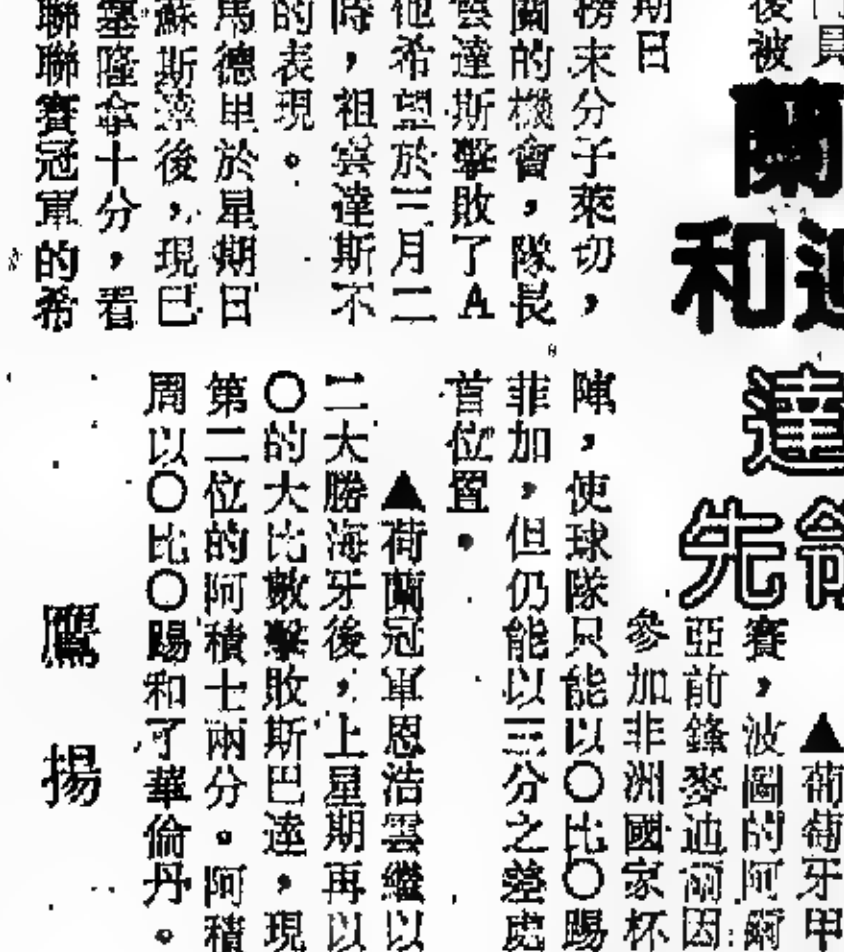 後被
期日
榜末分子萊切，
蘭的機會，隊長
雲達斯擊敗了A
他希望於三月二
時，祖雲達斯不
的表現。
馬德里於星期日
蘇斯達後，現已
塞隆拿十分，看
聯聯賽冠軍的希
蘭
和
達
先領
▲葡萄牙甲
賽，波圖的阿爾
亞前鋒麥迪爾因
參加非洲國家杯
陣，使球隊只能以〇比〇踢
菲加，但仍能以三分之差處
首位置。
▲荷蘭冠軍恩浩雲繼以
二大勝海牙後，上星期再以
〇的大比數擊敗斯巴達，現
第二位的阿積士兩分。阿積
周以〇比〇踢和了華倫丹。
鷹揚